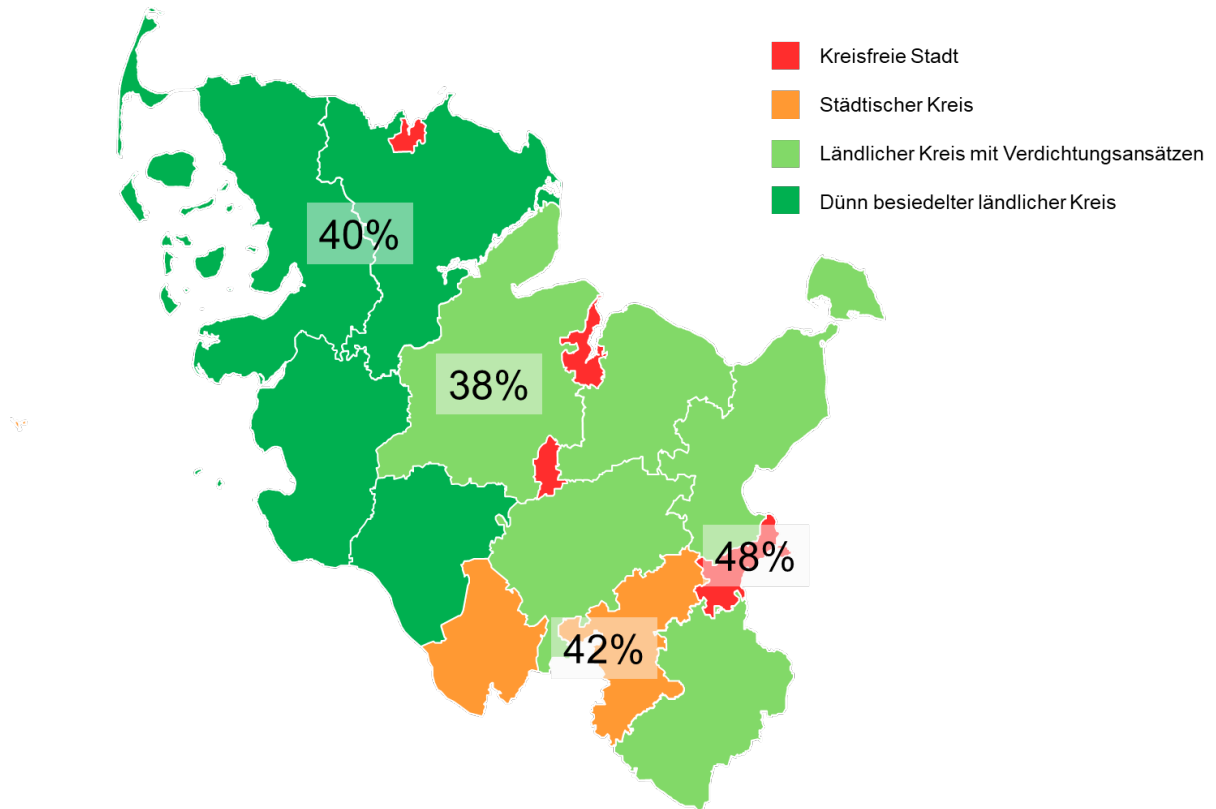 Kreisfreie Stadt
Städtischer Kreis
Ländlicher Kreis mit Verdichtungsansätzen
Dünn besiedelter ländlicher Kreis
40%
38%
48%
42%